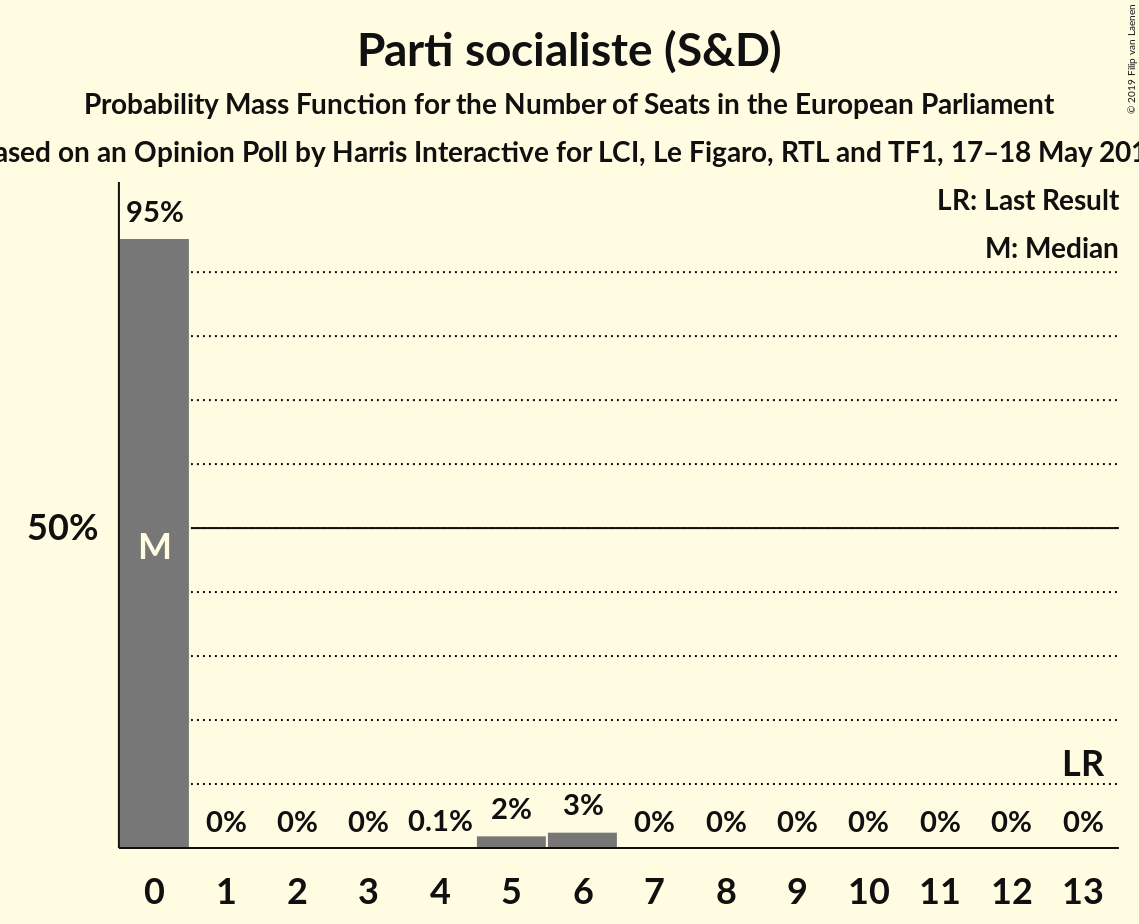 Parti socialiste (S&D)
Probability Mass Function for the Number of Seats in the European Parliament
ased on an Opinion Poll by Harris Interactive for LCI, Le Figaro, RTL and TF1, 17–18 May 201
© 2019 Filip van Laenen
LR: Last Result
M: Median
95%
50%
M
LR
0% 0% 0% 0.1% 2% 3% 0% 0% 0% 0% 0% 0% 0%
0 1 2 3 4 5 6 7 8 9 10 11 12 13